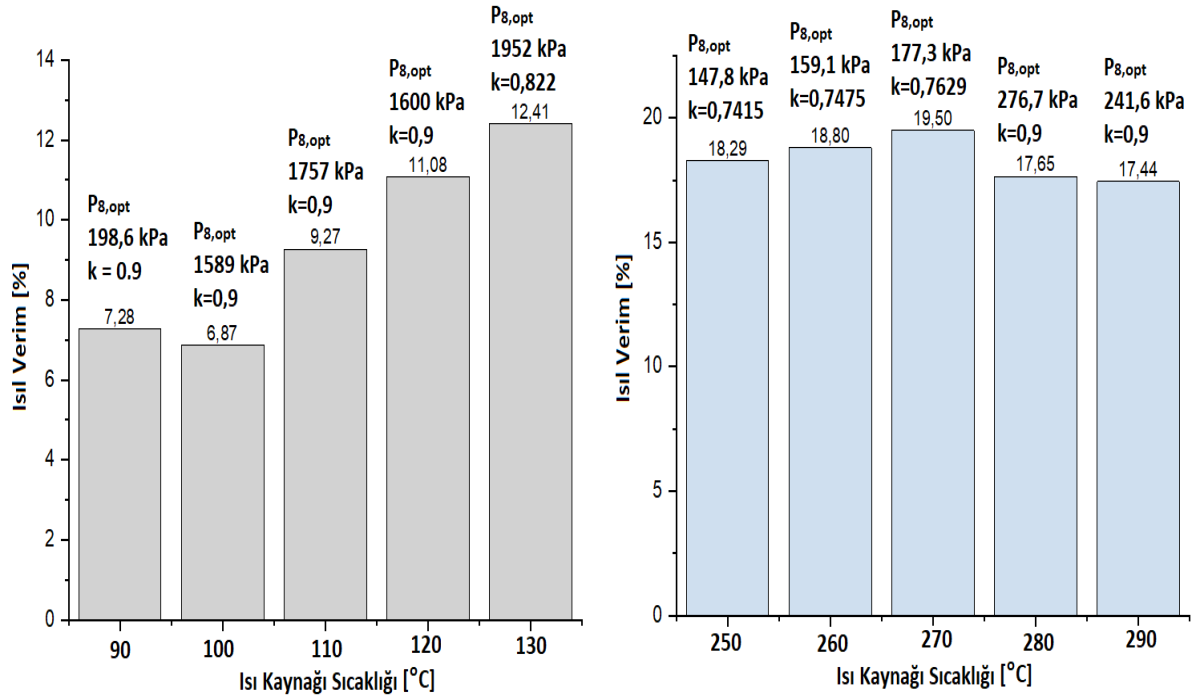 P8,opt
198,6 kPa
k = 0.9
P8,opt
1589 kPa
k=0,9
P8,opt
1757 kPa
k=0,9
P8,opt
1600 kPa
k=0,9
P8,opt
1952 kPa
k=0,822
7,28
6,87
9,27
11,08
12,41
14
12
10
8
6
4
2
0
Isıl Verim [%]
90 100 110 120 130
Isı Kaynağı Sıcaklığı [°C]
P8,opt
147,8 kPa
k=0,7415
P8,opt
159,1 kPa
k=0,7475
P8,opt
177,3 kPa
k=0,7629
P8,opt
276,7 kPa
k=0,9
P8,opt
241,6 kPa
k=0,9
18,29
18,80
19,50
17,65
17,44
20
15
10
5
0
Isıl Verim [%]
250 260 270 280 290
Isı Kaynağı Sıcaklığı [°C]